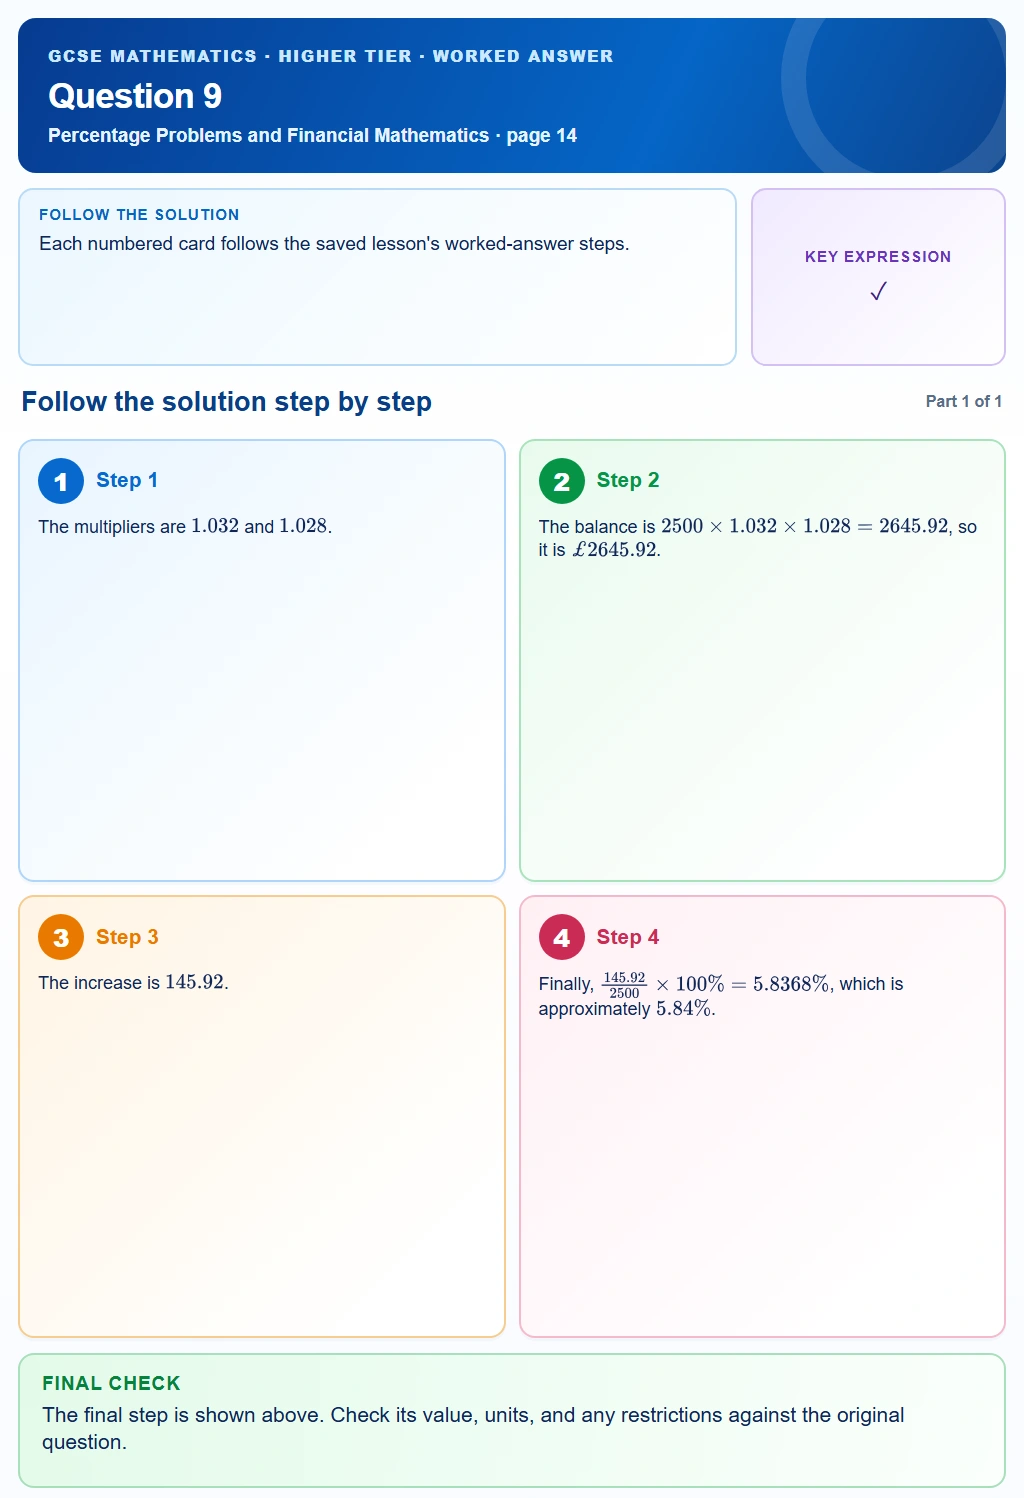 GCSE MATHEMATICS · HIGHER TIER · WORKED ANSWER
Question 9
Percentage Problems and Financial Mathematics · page 14
FOLLOW THE SOLUTION
Each numbered card follows the saved lesson's worked-answer steps.
KEY EXPRESSION
✓
Follow the solution step by step
Part 1 of 1
1 Step 1
The multipliers are 1.032 and 1.028.
2 Step 2
The balance is 2500 × 1.032 × 1.028 = 2645.92, so
it is £2645.92.
3 Step 3
The increase is 145.92.
4 Step 4
Finally, 145.92/2500 × 100% = 5.8368%, which is
approximately 5.84%.
FINAL CHECK
The final step is shown above. Check its value, units, and any restrictions against the original
question.